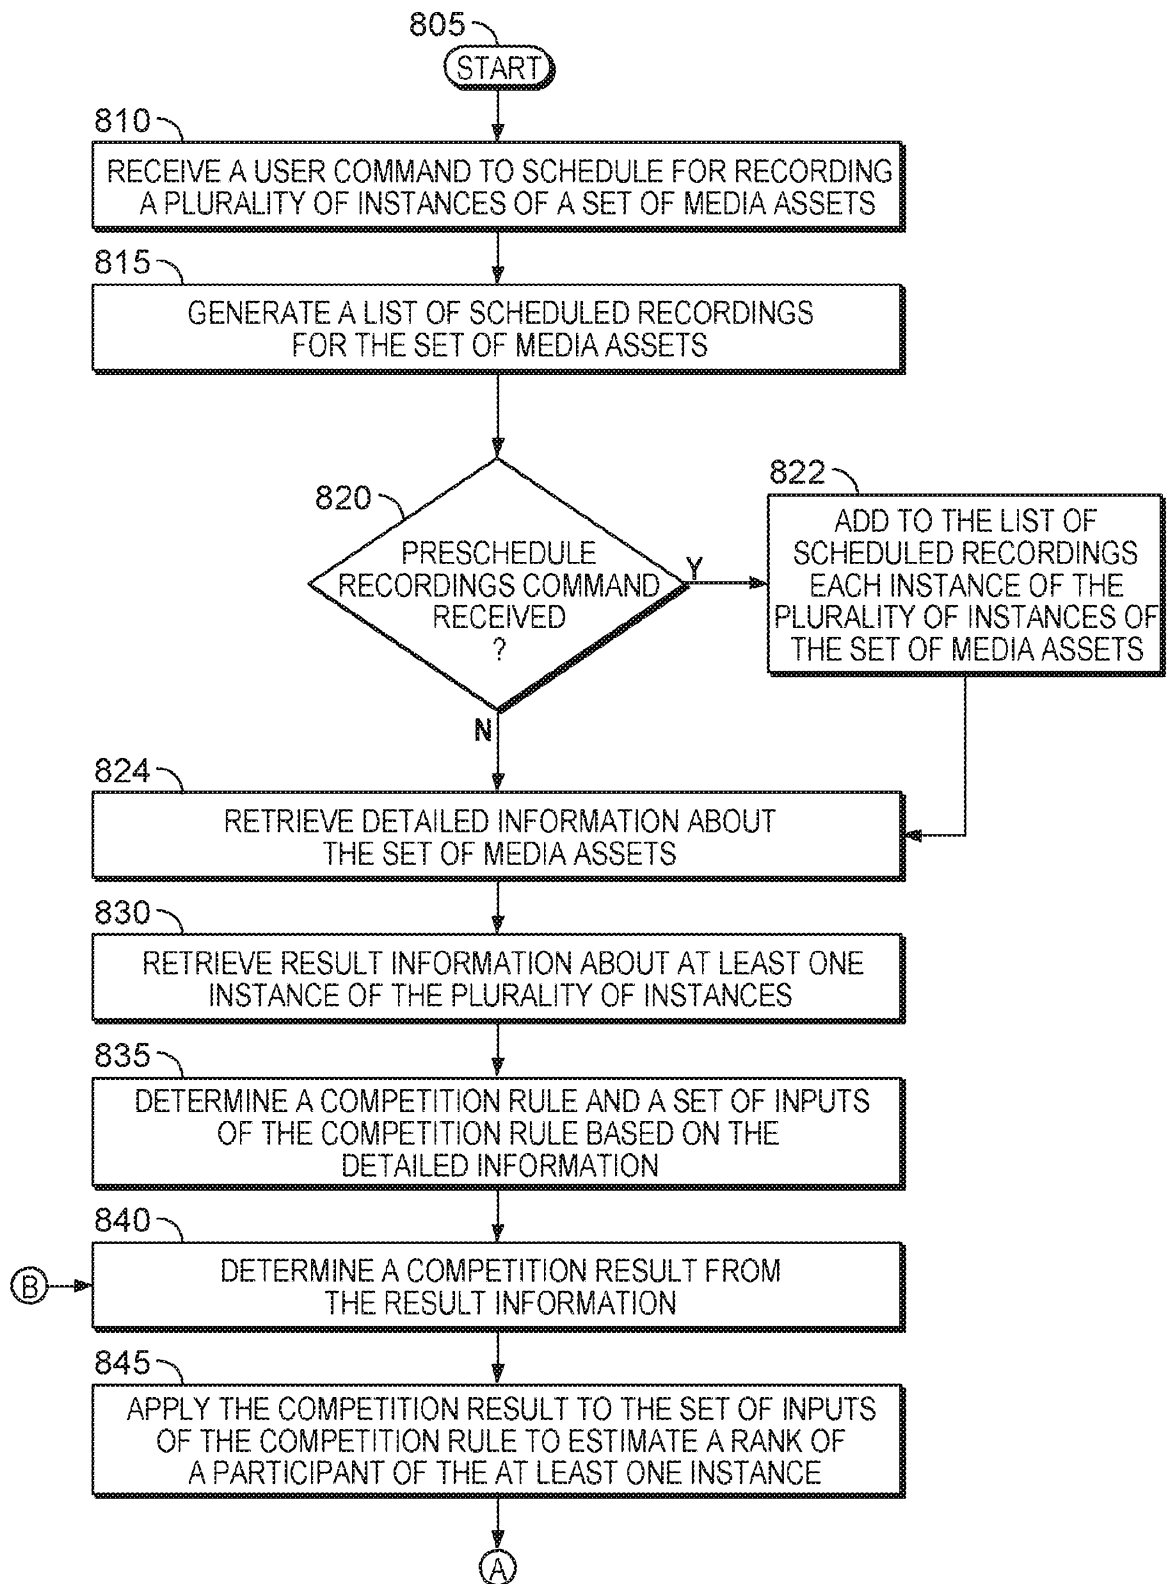 805
START
810
RECEIVE A USER COMMAND TO SCHEDULE FOR RECORDING
A PLURALITY OF INSTANCES OF A SET OF MEDIA ASSETS
815
GENERATE A LIST OF SCHEDULED RECORDINGS
FOR THE SET OF MEDIA ASSETS
820
PRESCHEDULE
RECORDINGS COMMAND
RECEIVED
?
Y
N
822
ADD TO THE LIST OF
SCHEDULED RECORDINGS
EACH INSTANCE OF THE
PLURALITY OF INSTANCES OF
THE SET OF MEDIA ASSETS
824
RETRIEVE DETAILED INFORMATION ABOUT
THE SET OF MEDIA ASSETS
830
RETRIEVE RESULT INFORMATION ABOUT AT LEAST ONE
INSTANCE OF THE PLURALITY OF INSTANCES
835
DETERMINE A COMPETITION RULE AND A SET OF INPUTS
OF THE COMPETITION RULE BASED ON THE
DETAILED INFORMATION
840
B
DETERMINE A COMPETITION RESULT FROM
THE RESULT INFORMATION
845
APPLY THE COMPETITION RESULT TO THE SET OF INPUTS
OF THE COMPETITION RULE TO ESTIMATE A RANK OF
A PARTICIPANT OF THE AT LEAST ONE INSTANCE
A